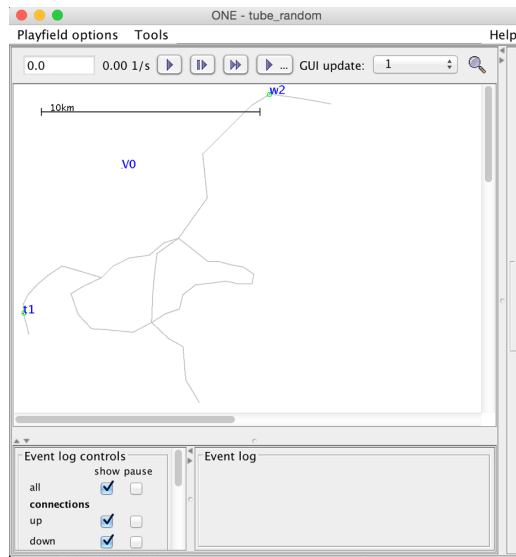 ONE - tube_random
Playfield options Tools Help
0.0 0.00 1/s ... GUI update: 1
w2
10km
V0
t1
Event log controls
show pause
all
connections
up
down
Event log